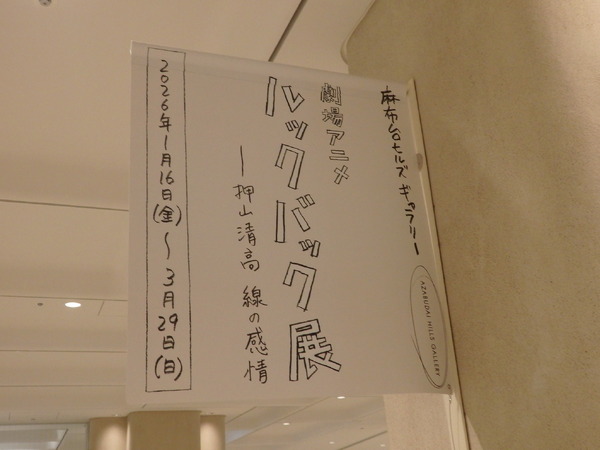 麻布台ヒルズ ギャラリー
AZABUDAI HILLS GALLERY
劇場アニメ
ルックバック展
ー押山清高 線の感情
2026年1月16日(金)～3月29日(日)